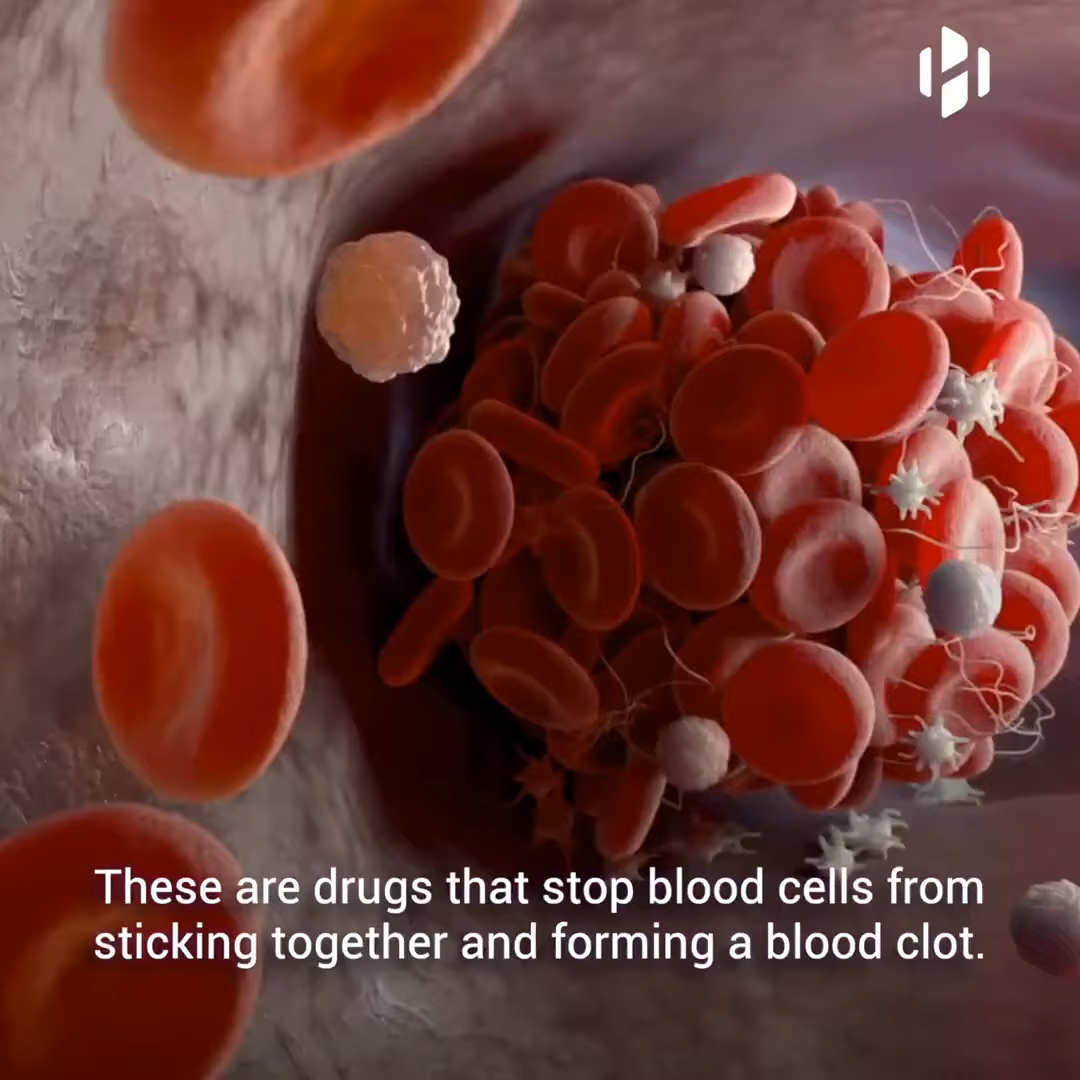 These are drugs that stop blood cells from
sticking together and forming a blood clot.